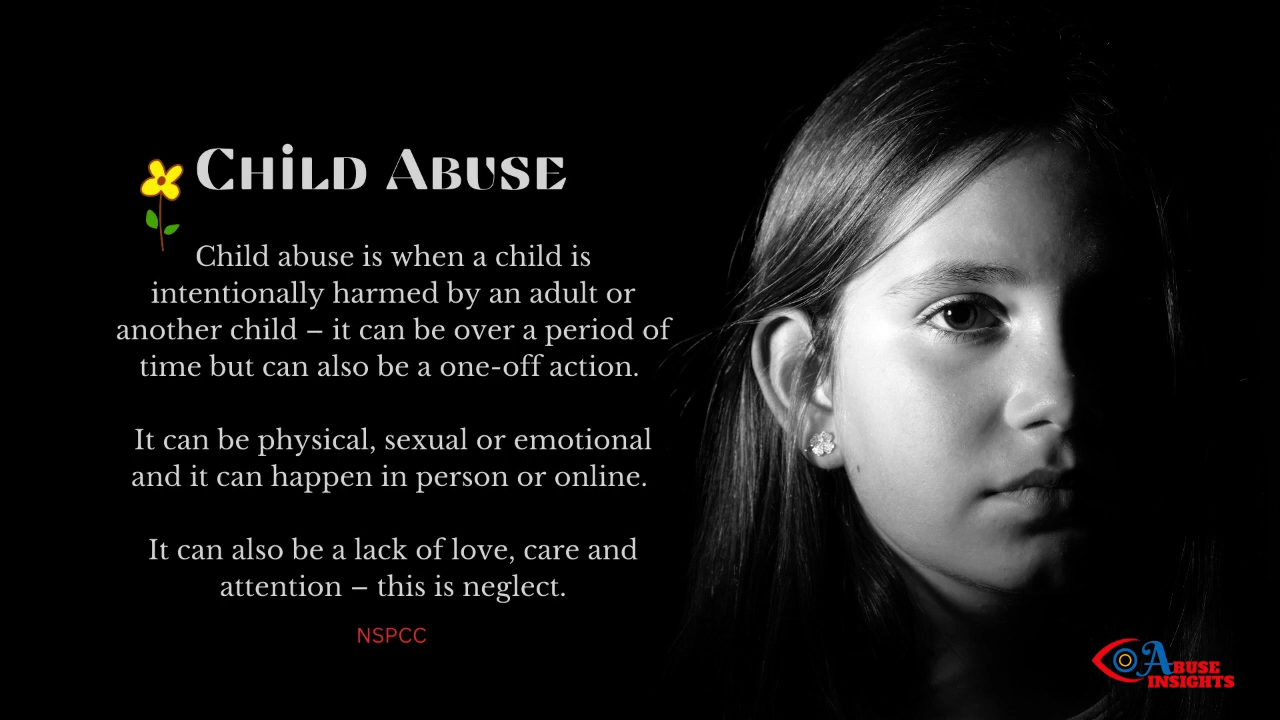 Child Abuse
Child abuse is when a child is
intentionally harmed by an adult or
another child – it can be over a period of
time but can also be a one-off action.
It can be physical, sexual or emotional
and it can happen in person or online.
It can also be a lack of love, care and
attention – this is neglect.
NSPCC
Abuse
Insights